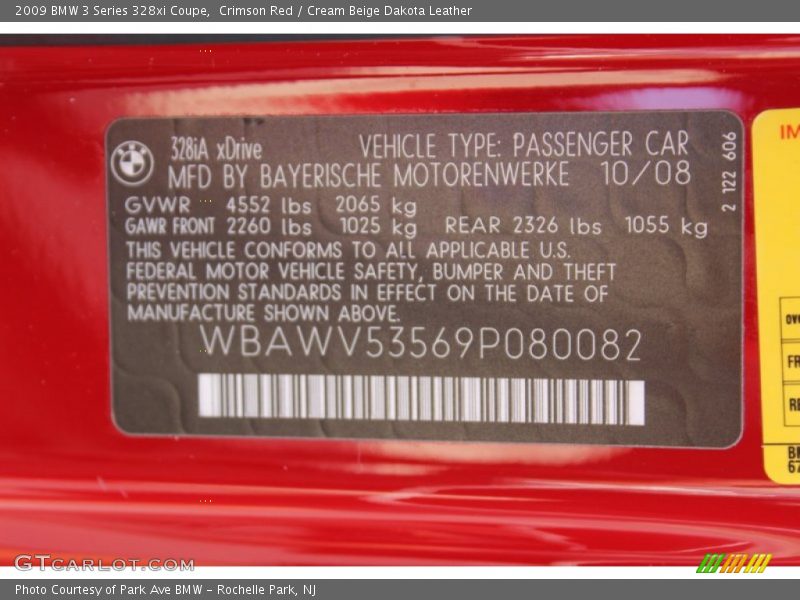 2009 BMW 3 Series 328xi Coupe,  Crimson Red / Cream Beige Dakota Leather
BMW
328iA xDrive VEHICLE TYPE: PASSENGER CAR
MFD BY BAYERISCHE MOTORENWERKE 10/08
2 122 606
GVWR 4552 lbs 2065 kg
GAWR FRONT 2260 lbs 1025 kg REAR 2326 lbs 1055 kg
THIS VEHICLE CONFORMS TO ALL APPLICABLE U.S.
FEDERAL MOTOR VEHICLE SAFETY, BUMPER AND THEFT
PREVENTION STANDARDS IN EFFECT ON THE DATE OF
MANUFACTURE SHOWN ABOVE.
WBAWV53569P080082
IM
FR
RE
GTCARLOT.COM
Photo Courtesy of Park Ave BMW - Rochelle Park, NJ